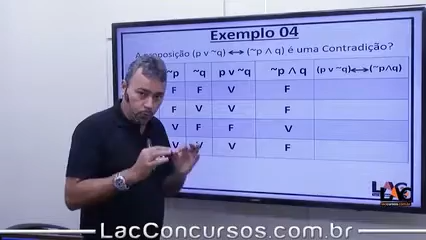 Exemplo 04
A proposição (p v ~q) ⟷ (~p ∧ q) é uma Contradição?
~p ~q p v ~q ~p ∧ q (p v ~q)⟷(~p∧q)
F F V F
F V V F
V F F V
V V V F
LAC
LacConcursos.com.br